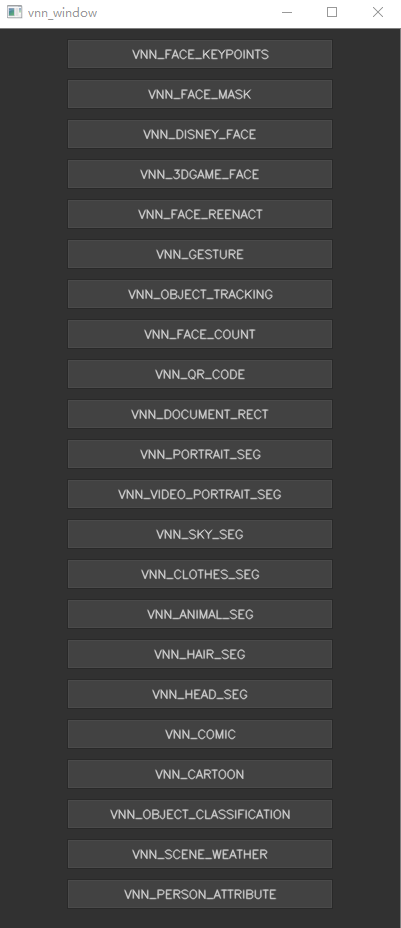 vnn_window
VNN_FACE_KEYPOINTS
VNN_FACE_MASK
VNN_DISNEY_FACE
VNN_3DGAME_FACE
VNN_FACE_REENACT
VNN_GESTURE
VNN_OBJECT_TRACKING
VNN_FACE_COUNT
VNN_QR_CODE
VNN_DOCUMENT_RECT
VNN_PORTRAIT_SEG
VNN_VIDEO_PORTRAIT_SEG
VNN_SKY_SEG
VNN_CLOTHES_SEG
VNN_ANIMAL_SEG
VNN_HAIR_SEG
VNN_HEAD_SEG
VNN_COMIC
VNN_CARTOON
VNN_OBJECT_CLASSIFICATION
VNN_SCENE_WEATHER
VNN_PERSON_ATTRIBUTE